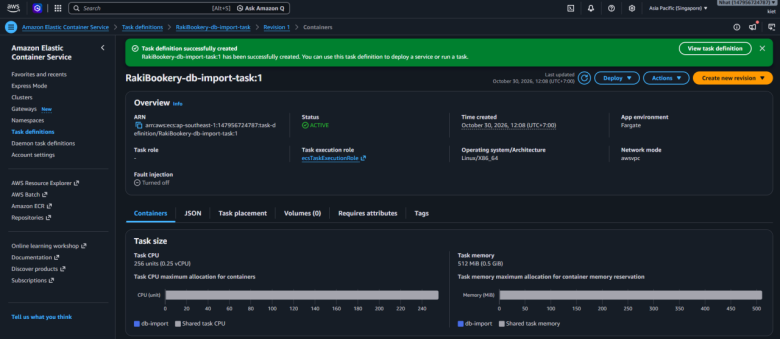 aws
Search
[Alt+S]
Ask Amazon Q
Asia Pacific (Singapore)
Nhat (147956724787)
kiet
Amazon Elastic Container Service
Task definitions
RakiBookery-db-import-task
Revision 1
Containers
Amazon Elastic
Container Service
Favorites and recents
Express Mode
Clusters
Gateways New
Namespaces
Task definitions
Daemon task definitions
Account settings
AWS Resource Explorer
AWS Batch
Amazon ECR
Repositories
Online learning workshop
Documentation
Discover products
Subscriptions
Tell us what you think
Task definition successfully created
RakiBookery-db-import-task:1 has been successfully created. You can use this task definition to deploy a service or run a task.
View task definition
RakiBookery-db-import-task:1
Last updated
October 30, 2026, 12:08 (UTC+7:00)
Deploy
Actions
Create new revision
Overview Info
ARN
arn:aws:ecs:ap-southeast-1:147956724787:task-d
efinition/RakiBookery-db-import-task:1
Status
ACTIVE
Time created
October 30, 2026, 12:08 (UTC+7:00)
App environment
Fargate
Task role
-
Task execution role
ecsTaskExecutionRole
Operating system/Architecture
Linux/X86_64
Network mode
awsvpc
Fault injection
Turned off
Containers
JSON
Task placement
Volumes (0)
Requires attributes
Tags
Task size
Task CPU
256 units (0.25 vCPU)
Task memory
512 MiB (0.5 GiB)
Task CPU maximum allocation for containers
CPU (unit)
0 20 40 60 80 100 120 140 160 180 200 220 240
db-import
Shared task CPU
Task memory maximum allocation for container memory reservation
Memory (MiB)
0 50 100 150 200 250 300 350 400 450 500
db-import
Shared task memory